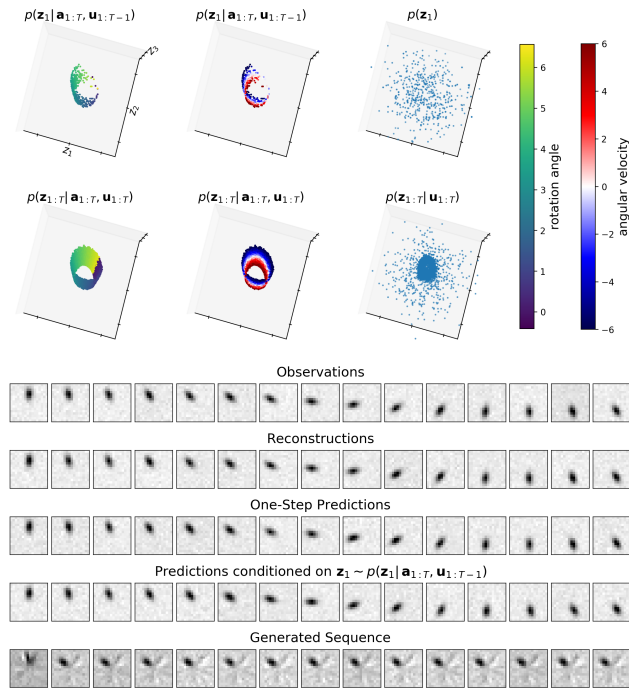 p(z₁|a₁:T, u₁:T−1)
p(z₁|a₁:T, u₁:T−1)
p(z₁)
z₃
z₂
z₁
p(z₁:T|a₁:T, u₁:T)
p(z₁:T|a₁:T, u₁:T)
p(z₁:T|u₁:T)
6
5
4
3
2
1
0
rotation angle
6
4
2
0
−2
−4
−6
angular velocity
Observations
Reconstructions
One-Step Predictions
Predictions conditioned on z₁ ~ p(z₁|a₁:T, u₁:T−1)
Generated Sequence